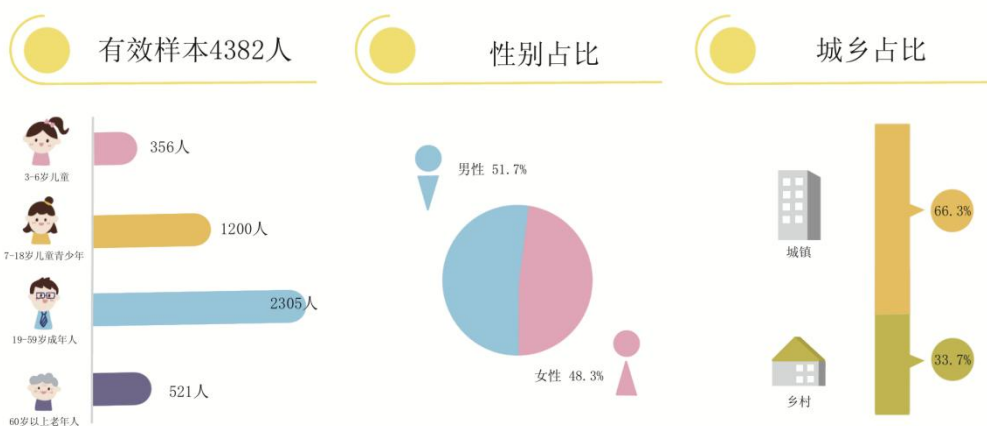 有效样本4382人
356人
3-6岁儿童
1200人
7-18岁儿童青少年
2305人
19-59岁成年人
521人
60岁以上老年人
性别占比
男性 51.7%
女性 48.3%
城乡占比
66.3%
城镇
33.7%
乡村